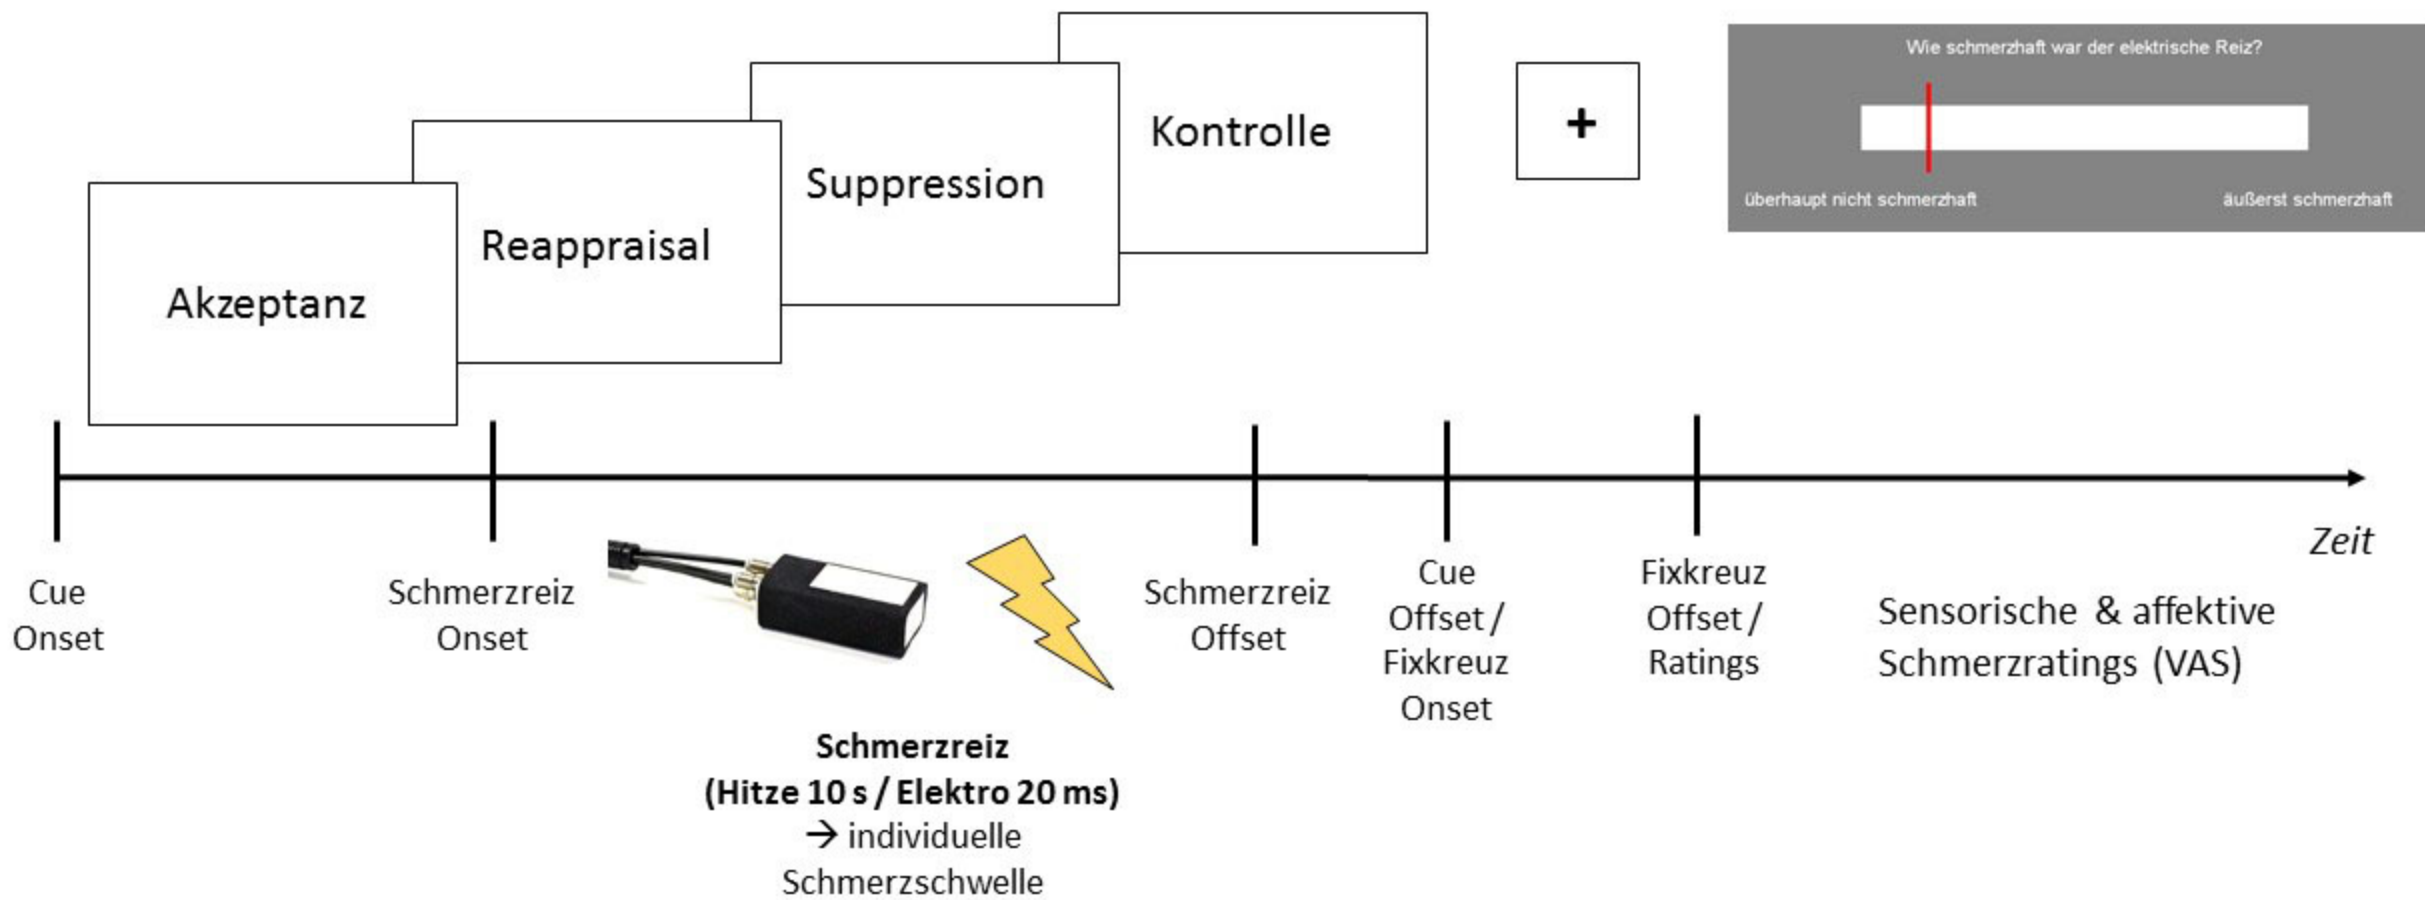 Akzeptanz
Reappraisal
Suppression
Kontrolle
+
Wie schmerzhaft war der elektrische Reiz?
überhaupt nicht schmerzhaft
äußerst schmerzhaft
Zeit
Cue
Onset
Schmerzreiz
Onset
Schmerzreiz
(Hitze 10 s / Elektro 20 ms)
→ individuelle
Schmerzschwelle
Schmerzreiz
Offset
Cue
Offset /
Fixkreuz
Onset
Fixkreuz
Offset /
Ratings
Sensorische & affektive
Schmerzratings (VAS)